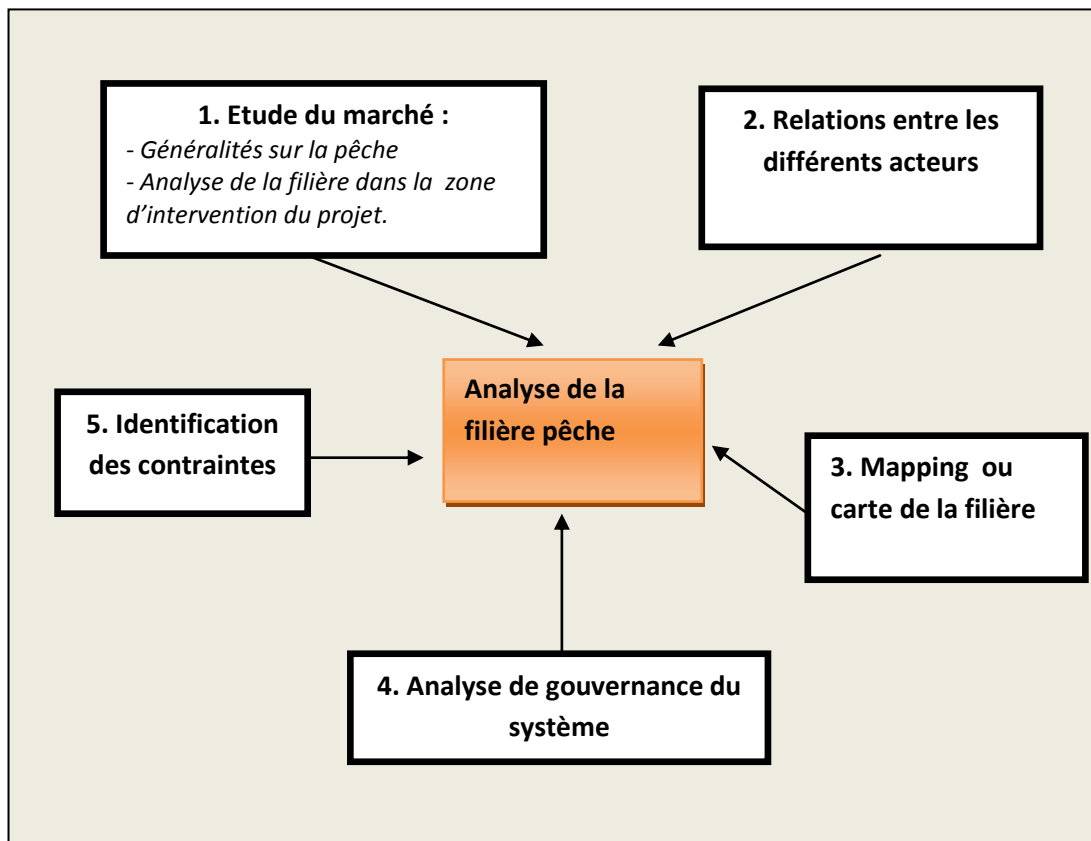 1. Etude du marché :
- Généralités sur la pêche
- Analyse de la filière dans la zone
d’intervention du projet.
2. Relations entre les
différents acteurs
Analyse de la
filière pêche
5. Identification
des contraintes
3. Mapping ou
carte de la filière
4. Analyse de gouvernance du
système